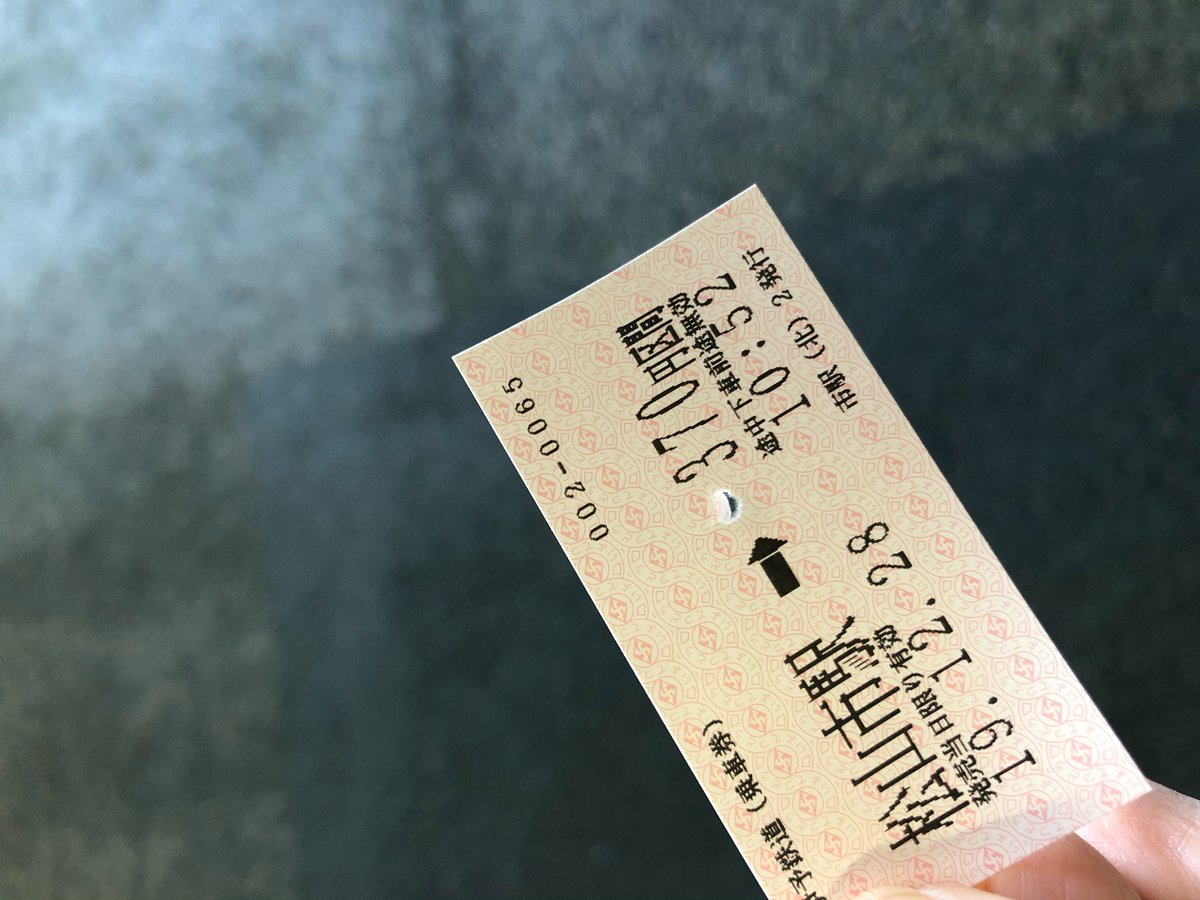 予鉄道（乗車券） 002-0065
松山市駅 ➡ 370円区間
発売当日限り有効 途中下車前途無効
19.12.28 10:52
市駅(北)2発行